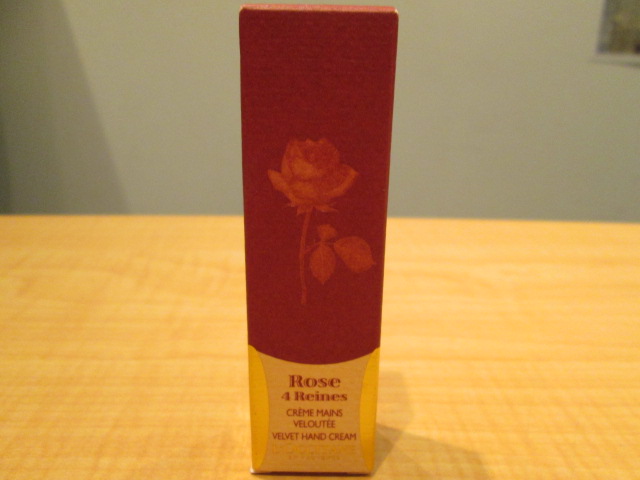 Rose
4 Reines
CRÈME MAINS
VELOUTÉE
VELVET HAND CREAM